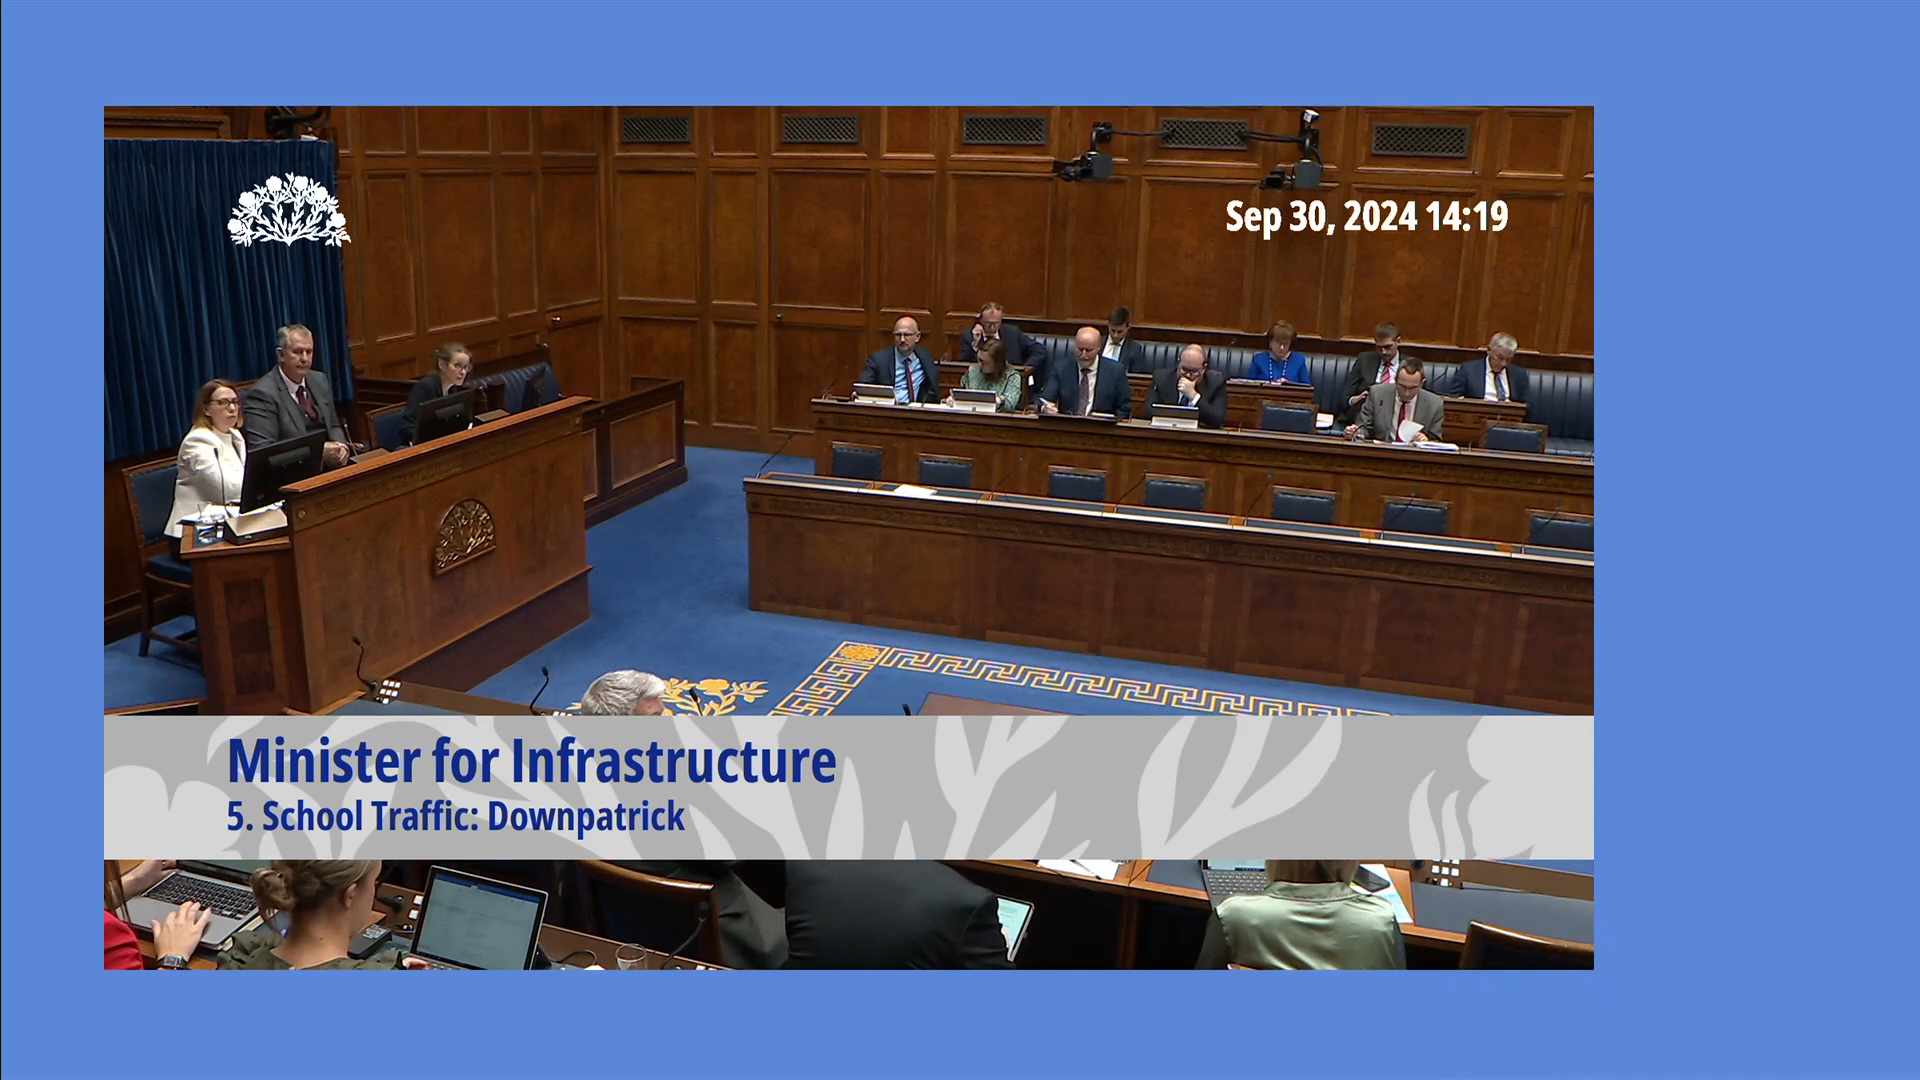 Sep 30, 2024 14:19
Minister for Infrastructure
5. School Traffic: Downpatrick